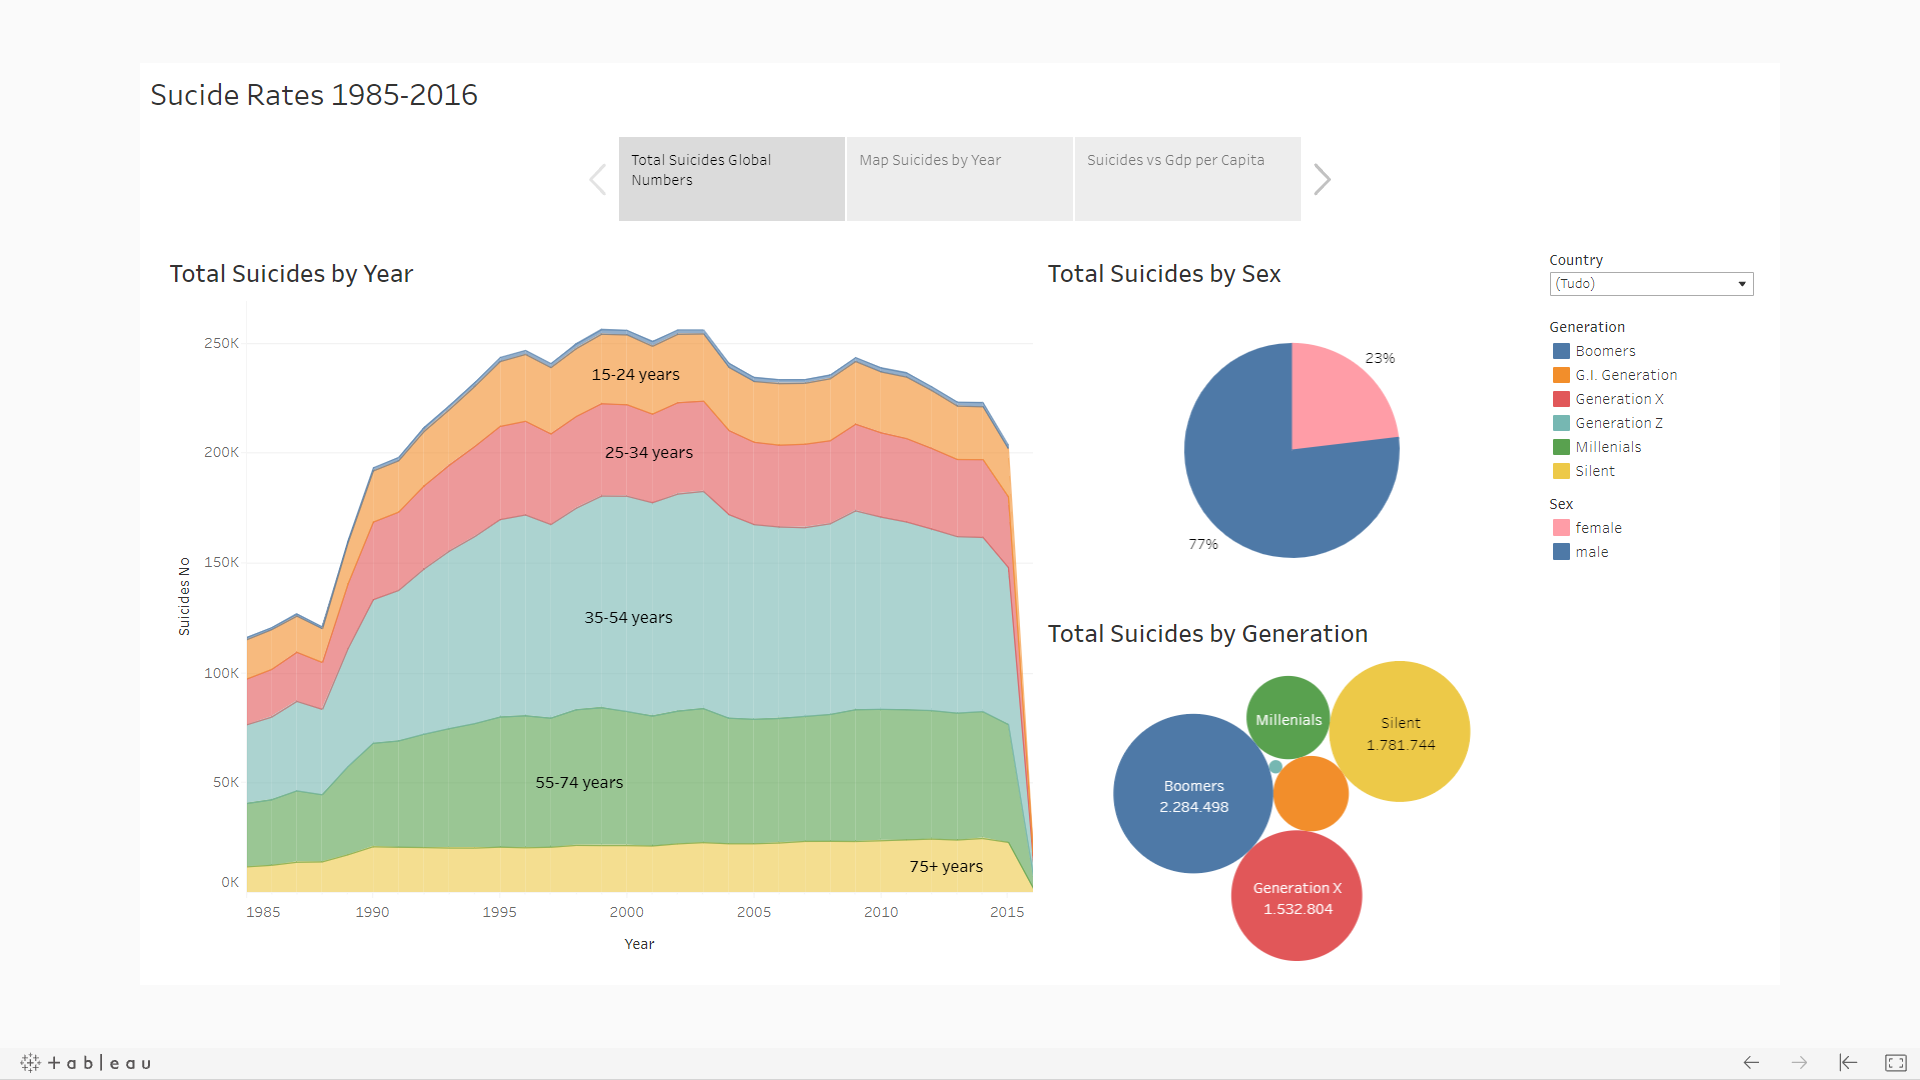 Sucide Rates 1985-2016
Total Suicides Global
Numbers
Map Suicides by Year
Suicides vs Gdp per Capita
Total Suicides by Year
250K
200K
150K
100K
50K
0K
Suicides No
15-24 years
25-34 years
35-54 years
55-74 years
75+ years
1985
1990
1995
2000
2005
2010
2015
Year
Total Suicides by Sex
23%
77%
Total Suicides by Generation
Millenials
Silent
1.781.744
Boomers
2.284.498
Generation X
1.532.804
Country
(Tudo)
Generation
Boomers
G.I. Generation
Generation X
Generation Z
Millenials
Silent
Sex
female
male
+ableau